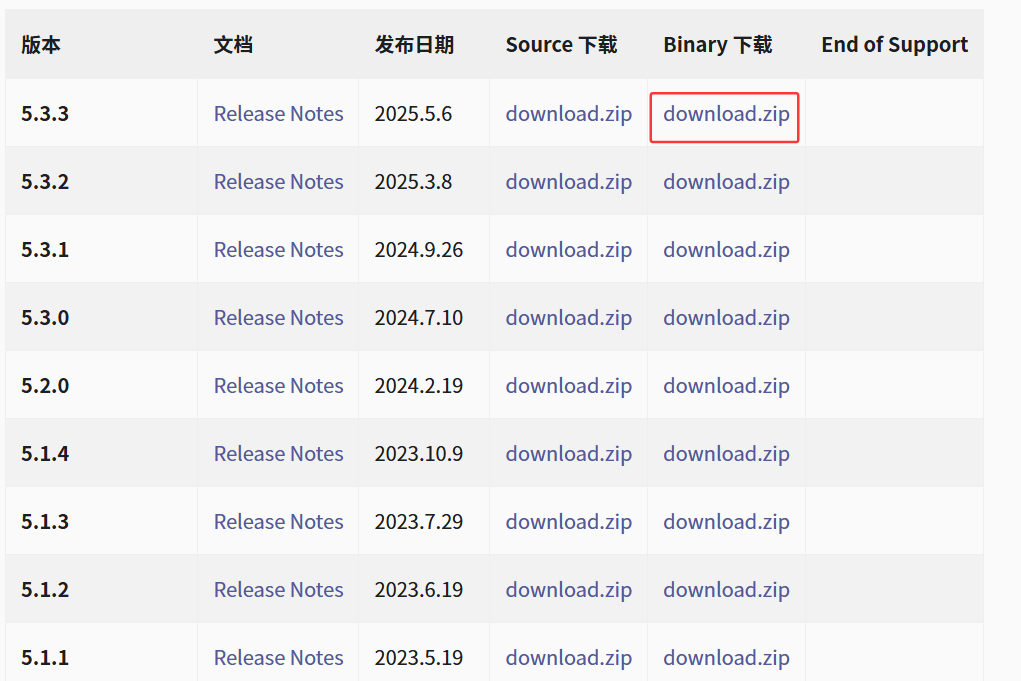 版本 文档 发布日期 Source 下载 Binary 下载 End of Support
5.3.3 Release Notes 2025.5.6 download.zip download.zip
5.3.2 Release Notes 2025.3.8 download.zip download.zip
5.3.1 Release Notes 2024.9.26 download.zip download.zip
5.3.0 Release Notes 2024.7.10 download.zip download.zip
5.2.0 Release Notes 2024.2.19 download.zip download.zip
5.1.4 Release Notes 2023.10.9 download.zip download.zip
5.1.3 Release Notes 2023.7.29 download.zip download.zip
5.1.2 Release Notes 2023.6.19 download.zip download.zip
5.1.1 Release Notes 2023.5.19 download.zip download.zip